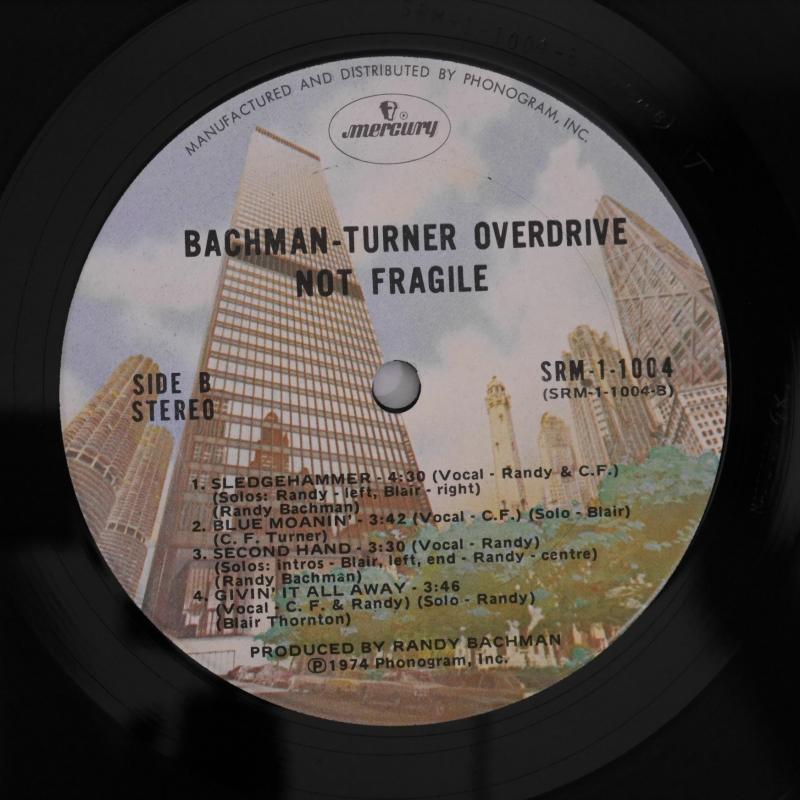 MANUFACTURED AND DISTRIBUTED BY PHONOGRAM, INC.
mercury
®
BACHMAN-TURNER OVERDRIVE
NOT FRAGILE
SIDE B
STEREO
SRM-1-1004
(SRM-1-1004-B)
1. SLEDGEHAMMER - 4:30 (Vocal - Randy & C.F.)
(Solos: Randy - left, Blair - right)
(Randy Bachman)
2. BLUE MOANIN' - 3:42 (Vocal - C.F.) (Solo - Blair)
(C. F. Turner)
3. SECOND HAND - 3:30 (Vocal - Randy)
(Solos: intros - Blair, left, end - Randy - centre)
(Randy Bachman)
4. GIVIN' IT ALL AWAY - 3:46
(Vocal - C. F. & Randy) (Solo - Randy)
(Blair Thornton)
PRODUCED BY RANDY BACHMAN
℗1974 Phonogram, Inc.